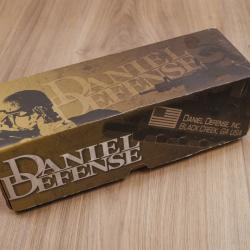 DANIEL
DEFENSE
DANIEL DEFENSE INC.
BLACK CREEK, GA USA
DANIEL
DEFENSE